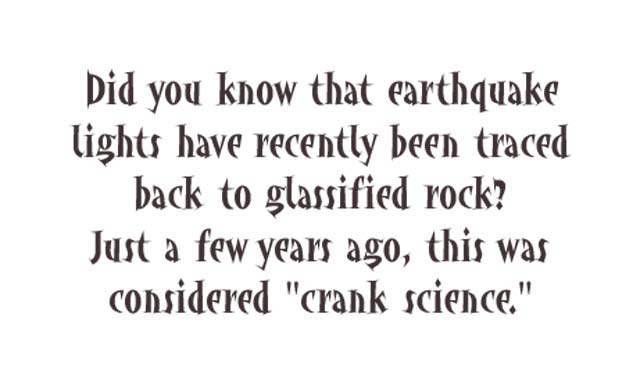 Did you know that earthquake
lights have recently been traced
back to glassified rock?
Just a few years ago, this was
considered "crank science."